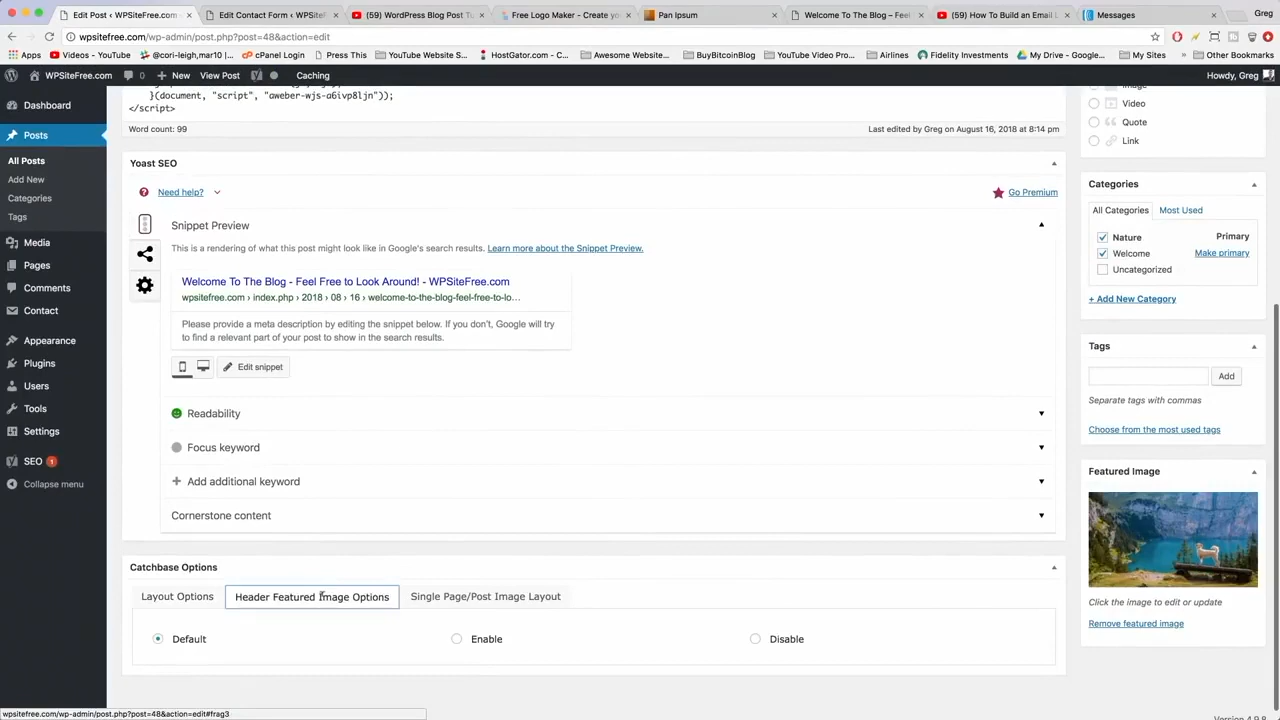 Edit Post ‹ WPSiteFree.com
Edit Contact Form ‹ WPSiteF
(59) WordPress Blog Post Tu
Free Logo Maker - Create yo
Pan Ipsum
Welcome To The Blog – Feel
(59) How To Build an Email L
Messages
Greg
wpsitefree.com/wp-admin/post.php?post=48&action=edit
Apps
Videos - YouTube
@cori-leigh,mar10 /
cPanel Login
Press This
YouTube Website S...
HostGator.com - C...
Awesome Website...
BuyBitcoinBlog
YouTube Video Pro...
Airlines
Fidelity Investments
My Drive - Google...
My Sites
Other Bookmarks
WPSiteFree.com
New
View Post
Caching
Howdy, Greg
Dashboard
Posts
All Posts
Add New
Categories
Tags
Media
Pages
Comments
Contact
Appearance
Plugins
Users
Tools
Settings
SEO 1
Collapse menu
}(document, "script", "aweber-wjs-a6ivp8ljn"));
</script>
Word count: 99
Last edited by Greg on August 16, 2018 at 8:14 pm
Yoast SEO
Need help?
Go Premium
Snippet Preview
This is a rendering of what this post might look like in Google's search results. Learn more about the Snippet Preview.
Welcome To The Blog - Feel Free to Look Around! - WPSiteFree.com
wpsitefree.com › index.php › 2018 › 08 › 16 › welcome-to-the-blog-feel-free-to-lo...
Please provide a meta description by editing the snippet below. If you don't, Google will try
to find a relevant part of your post to show in the search results.
Edit snippet
Readability
Focus keyword
Add additional keyword
Cornerstone content
Catchbase Options
Layout Options
Header Featured Image Options
Single Page/Post Image Layout
Default
Enable
Disable
Image
Video
Quote
Link
Categories
All Categories
Most Used
Nature
Primary
Welcome
Make primary
Uncategorized
+ Add New Category
Tags
Add
Separate tags with commas
Choose from the most used tags
Featured Image
Click the image to edit or update
Remove featured image
wpsitefree.com/wp-admin/post.php?post=48&action=edit#frag3
Version 4.9.8